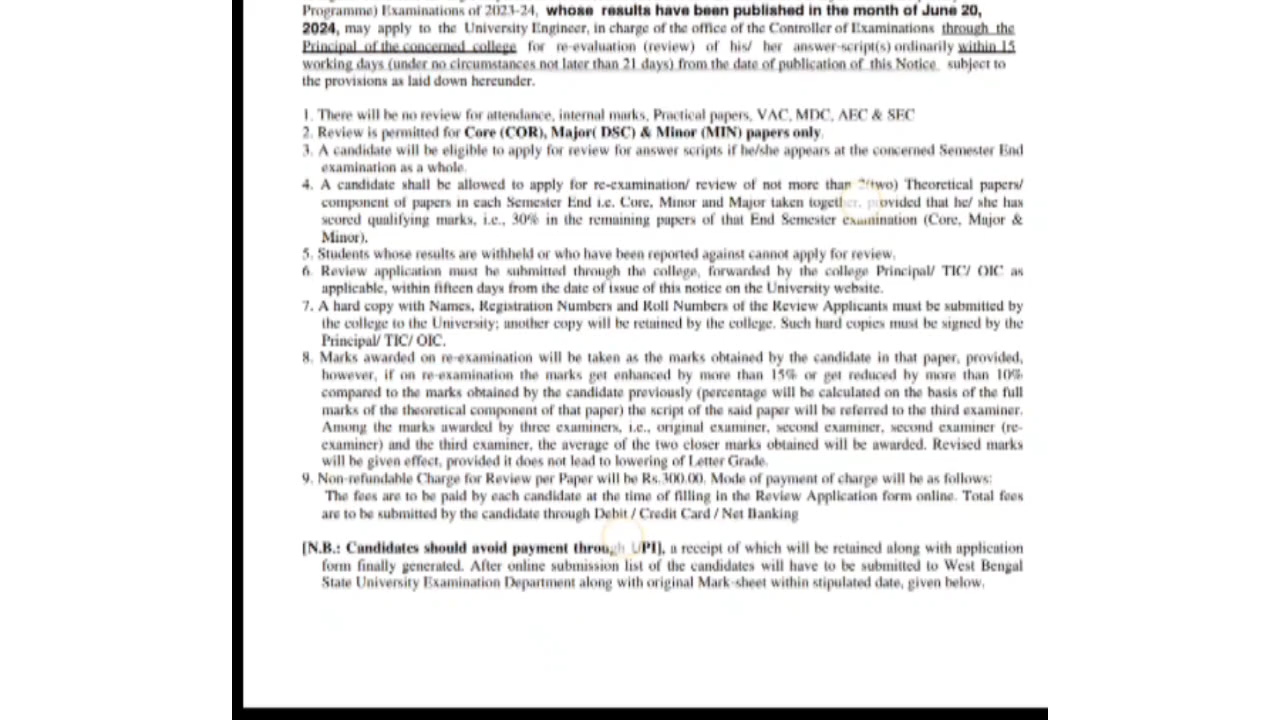 Programme) Examinations of 2023-24, whose results have been published in the month of June 20,
2024, may apply to the University Engineer, in charge of the office of the Controller of Examinations through the
Principal of the concerned college for re-evaluation (review) of his/ her answer-script(s) ordinarily within 15
working days (under no circumstances not later than 21 days) from the date of publication of this Notice subject to
the provisions as laid down hereunder.
1. There will be no review for attendance, internal marks, Practical papers, VAC, MDC, AEC & SEC
2. Review is permitted for Core (COR), Major( DSC) & Minor (MIN) papers only.
3. A candidate will be eligible to apply for review for answer scripts if he/she appears at the concerned Semester End
examination as a whole.
4. A candidate shall be allowed to apply for re-examination/ review of not more than 2(two) Theoretical papers/
component of papers in each Semester End i.e. Core, Minor and Major taken together, provided that he/ she has
scored qualifying marks, i.e., 30% in the remaining papers of that End Semester examination (Core, Major &
Minor).
5. Students whose results are withheld or who have been reported against cannot apply for review.
6. Review application must be submitted through the college, forwarded by the college Principal/ TIC/ OIC as
applicable, within fifteen days from the date of issue of this notice on the University website.
7. A hard copy with Names, Registration Numbers and Roll Numbers of the Review Applicants must be submitted by
the college to the University; another copy will be retained by the college. Such hard copies must be signed by the
Principal/ TIC/ OIC.
8. Marks awarded on re-examination will be taken as the marks obtained by the candidate in that paper, provided,
however, if on re-examination the marks get enhanced by more than 15% or get reduced by more than 10%
compared to the marks obtained by the candidate previously (percentage will be calculated on the basis of the full
marks of the theoretical component of that paper) the script of the said paper will be referred to the third examiner.
Among the marks awarded by three examiners, i.e., original examiner, second examiner, second examiner (re-
examiner) and the third examiner, the average of the two closer marks obtained will be awarded. Revised marks
will be given effect, provided it does not lead to lowering of Letter Grade.
9. Non-refundable Charge for Review per Paper will be Rs.300.00. Mode of payment of charge will be as follows:
The fees are to be paid by each candidate at the time of filling in the Review Application form online. Total fees
are to be submitted by the candidate through Debit / Credit Card / Net Banking
[N.B.: Candidates should avoid payment through UPI], a receipt of which will be retained along with application
form finally generated. After online submission list of the candidates will have to be submitted to West Bengal
State University Examination Department along with original Mark-sheet within stipulated date, given below.